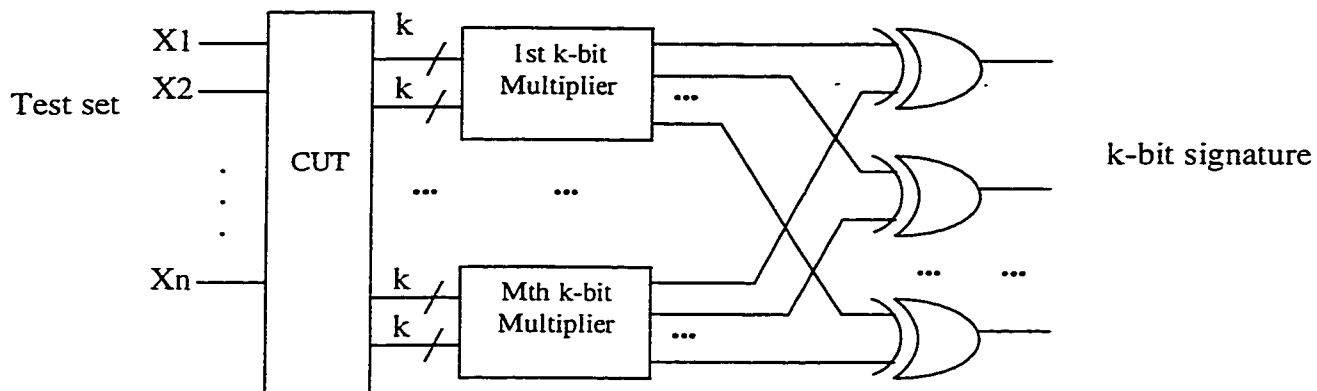 X1
X2
Test set
.
.
.
Xn
CUT
k
k
1st k-bit
Multiplier
...
...
...
k
k
Mth k-bit
Multiplier
...
k-bit signature
...
...